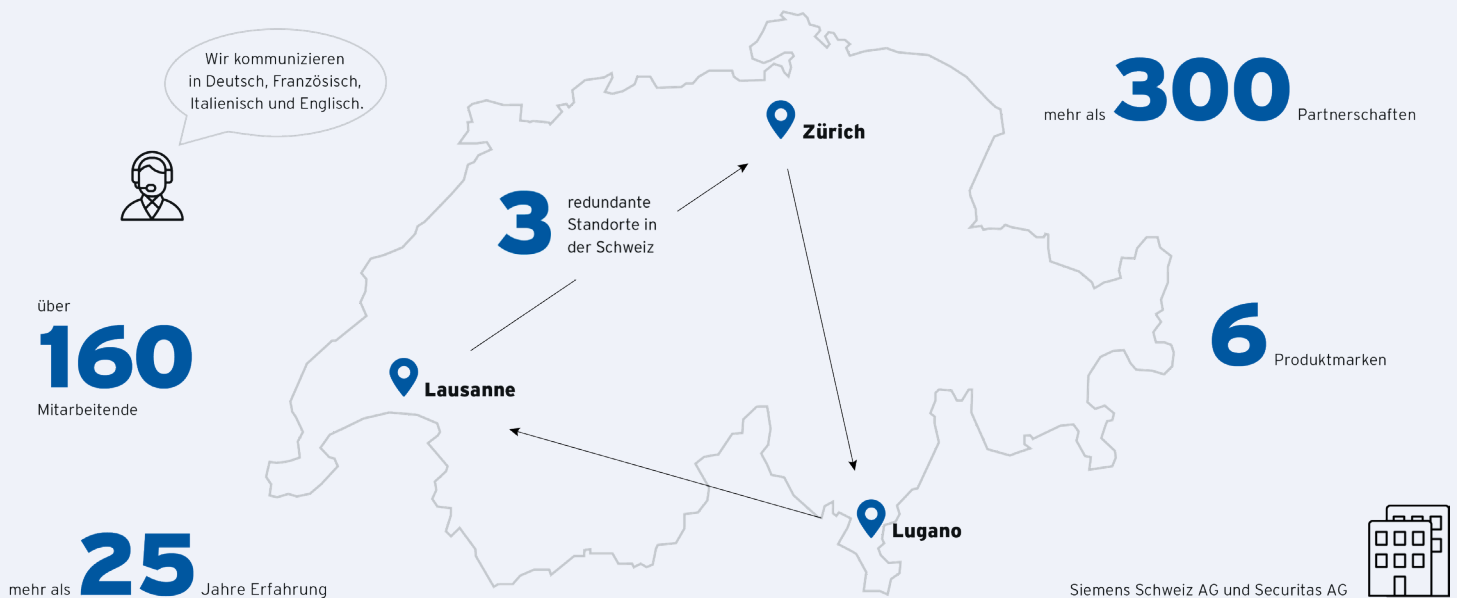 Wir kommunizieren
in Deutsch, Französisch,
Italienisch und Englisch.
mehr als 300 Partnerschaften
Zürich
3 redundante
Standorte in
der Schweiz
über
160
Mitarbeitende
6 Produktmarken
Lausanne
Lugano
mehr als 25 Jahre Erfahrung
Siemens Schweiz AG und Securitas AG